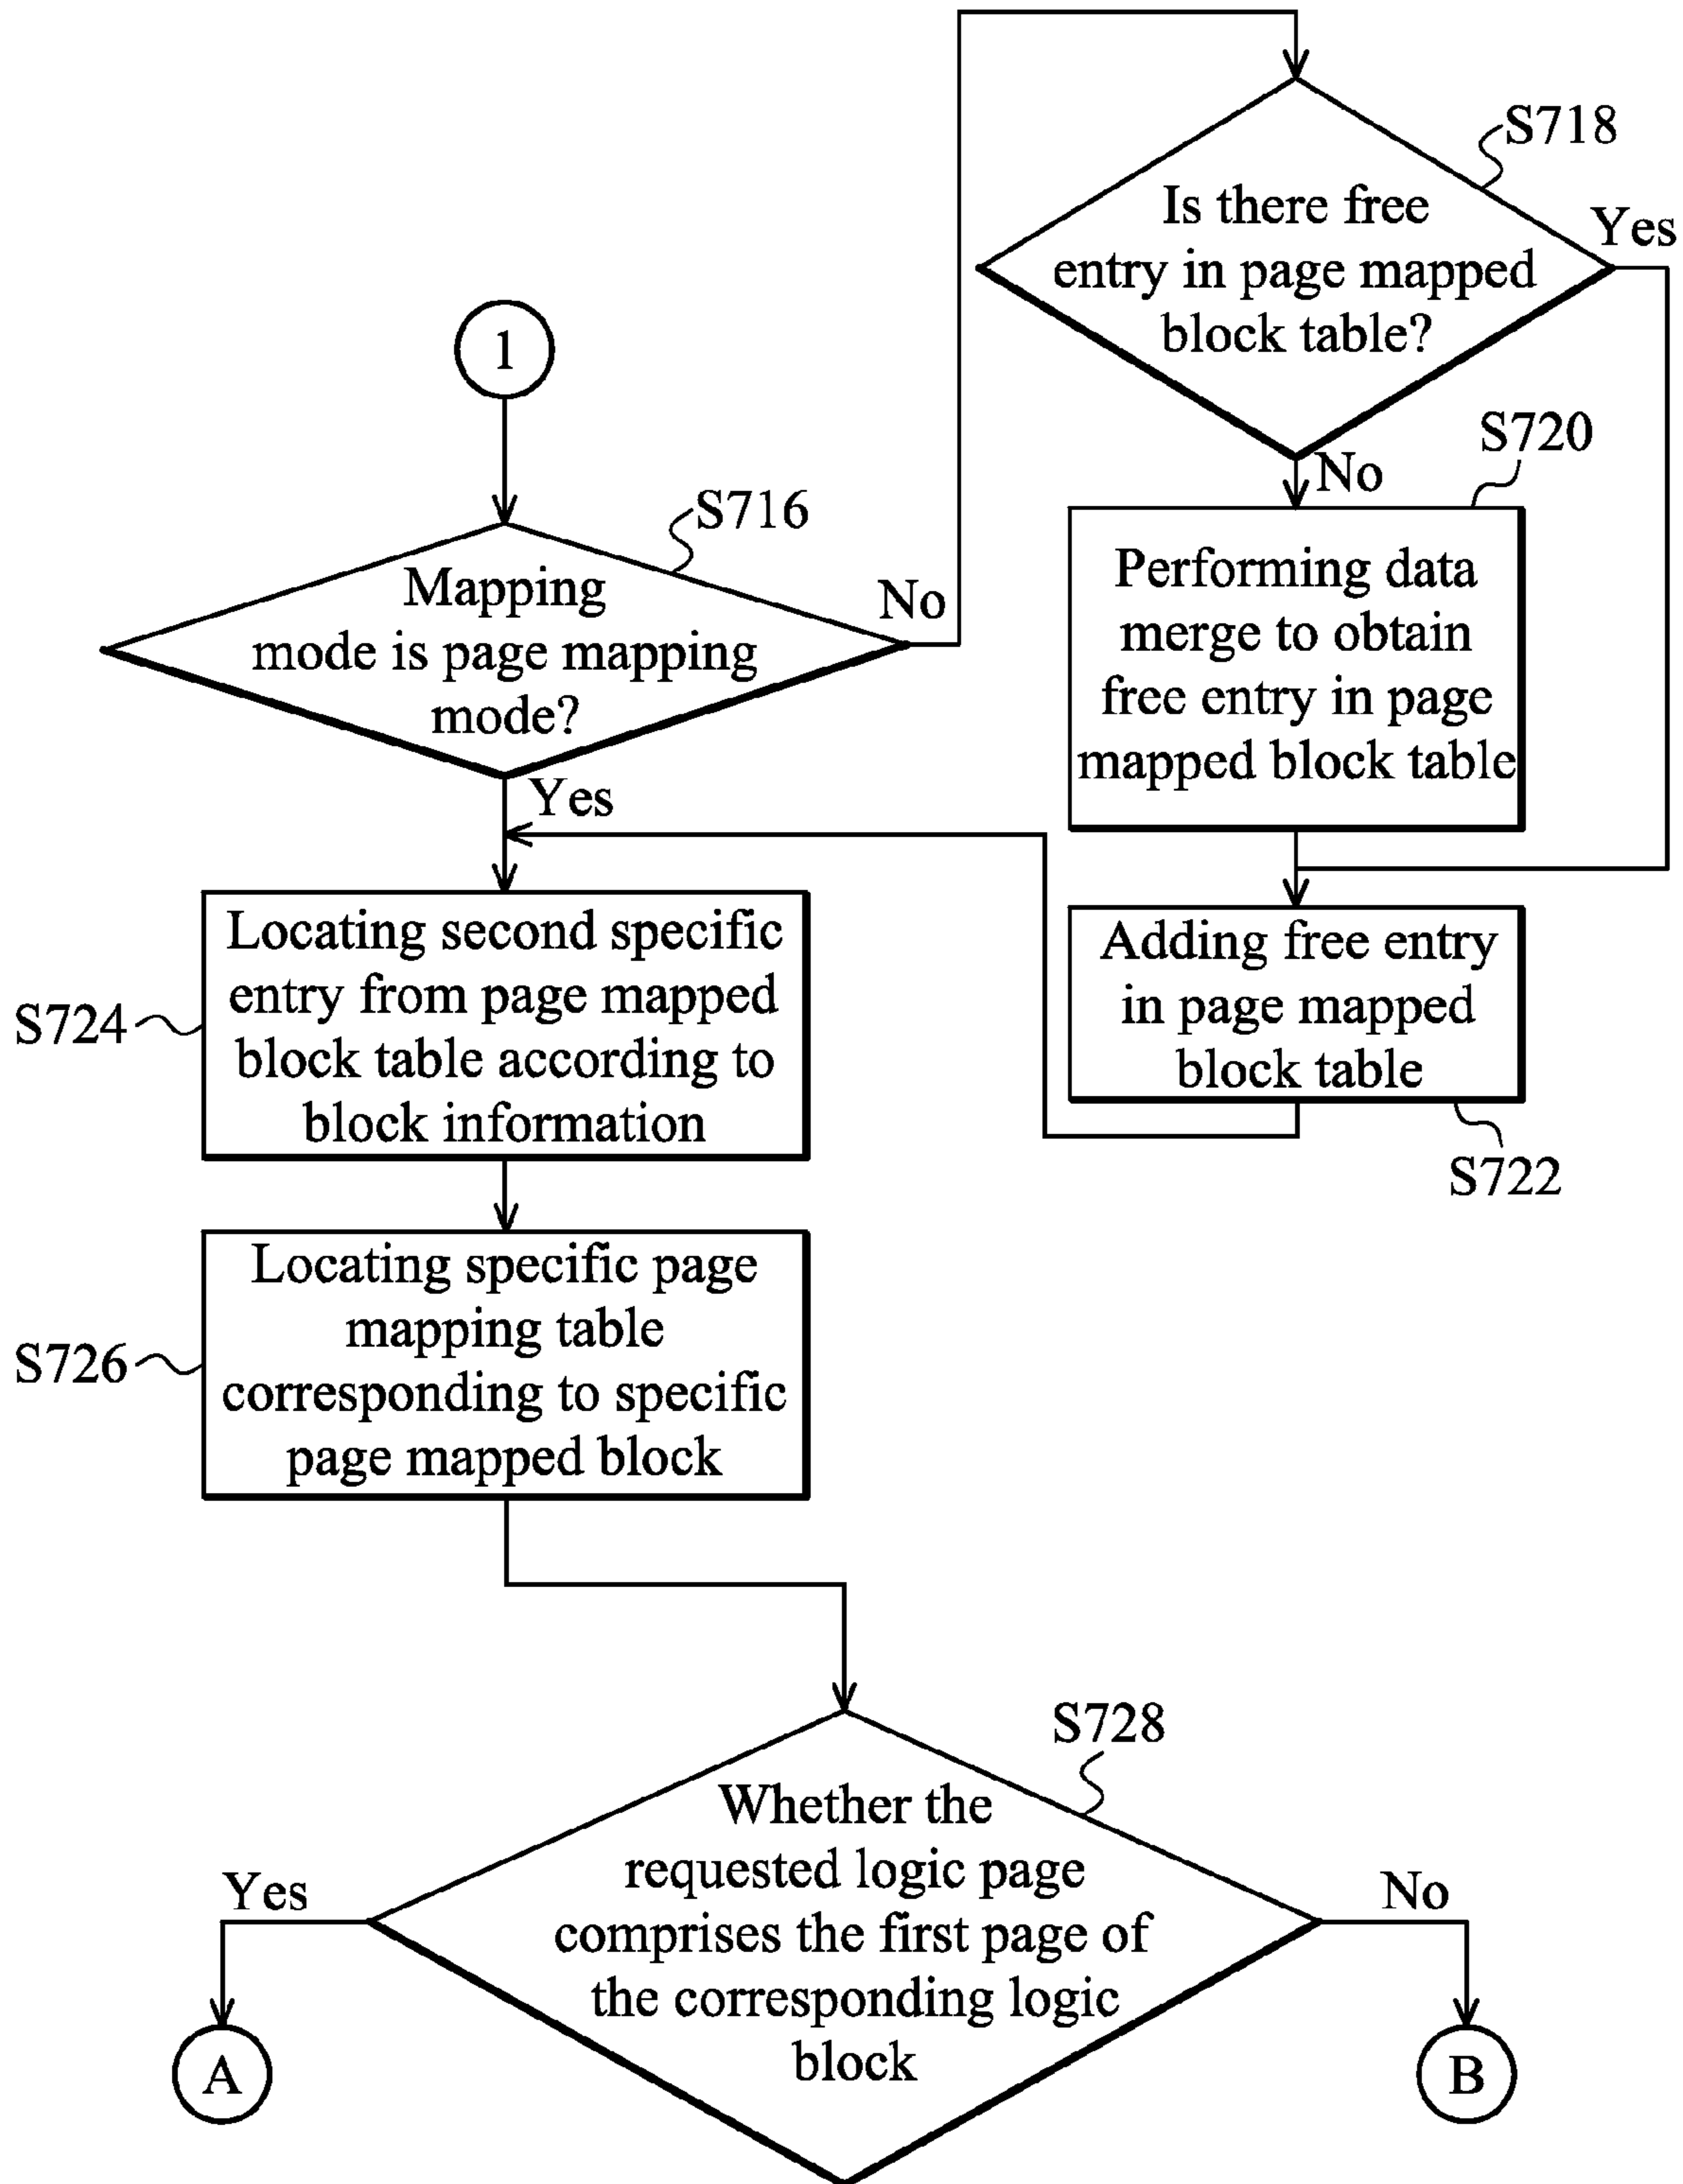 1
S716
Mapping
mode is page mapping
mode?
No
Yes
S718
Is there free
entry in page mapped
block table?
Yes
No
S720
Performing data
merge to obtain
free entry in page
mapped block table
Adding free entry
in page mapped
block table
S722
S724
Locating second specific
entry from page mapped
block table according to
block information
S726
Locating specific page
mapping table
corresponding to specific
page mapped block
S728
Whether the
requested logic page
comprises the first page of
the corresponding logic
block
Yes
No
A
B